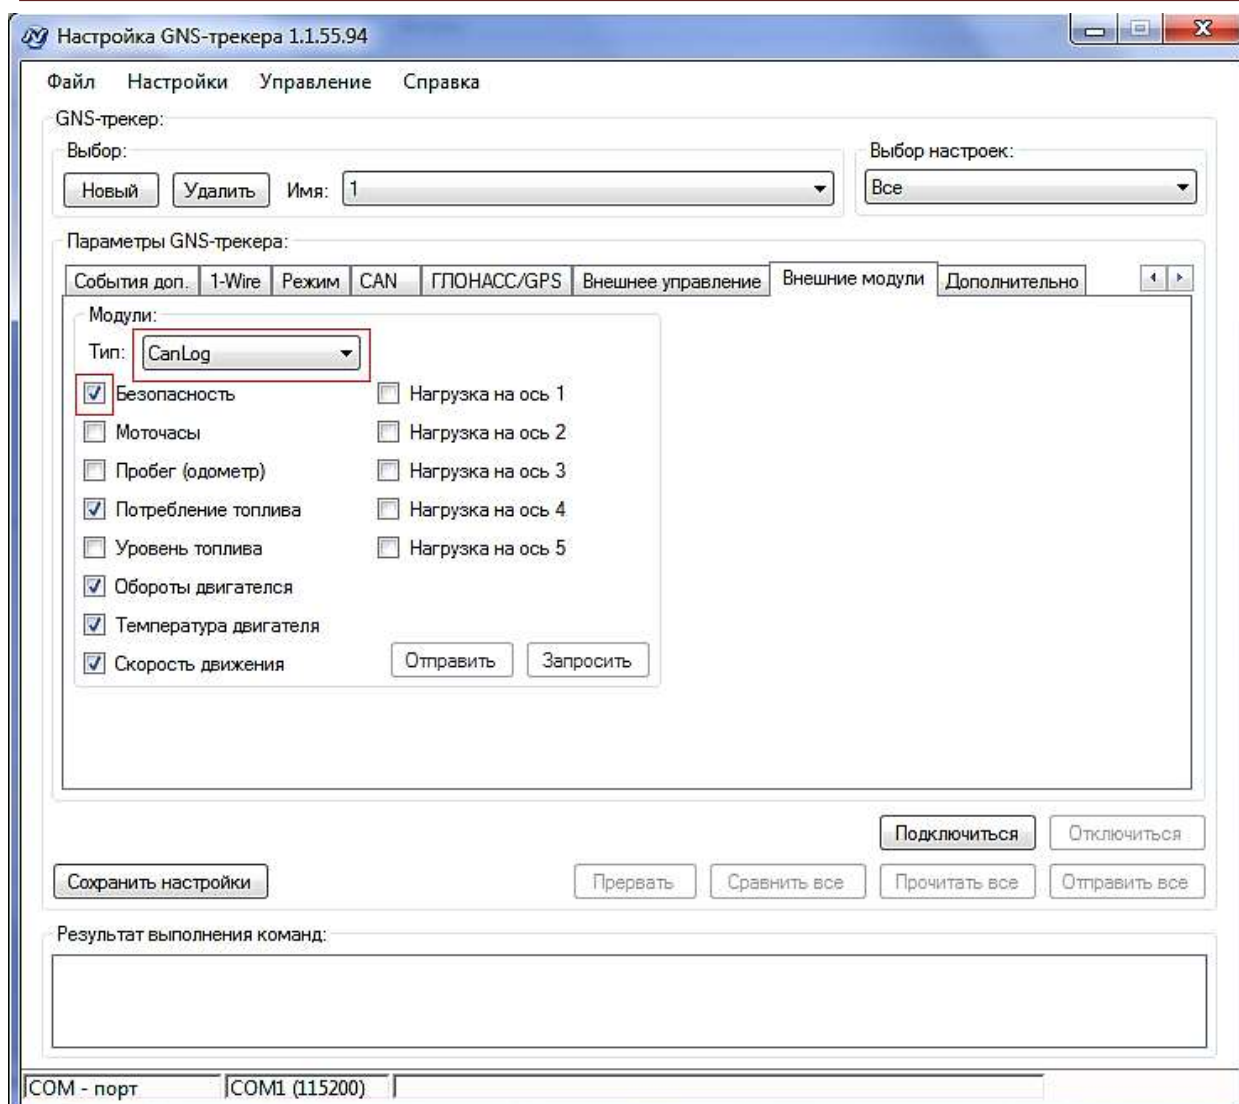 Настройка GNS-трекера 1.1.55.94
Файл Настройки Управление Справка
GNS-трекер:
Выбор: Выбор настроек:
Новый Удалить Имя: 1 Все
Параметры GNS-трекера:
События доп. 1-Wire Режим CAN ГЛОНАСС/GPS Внешнее управление Внешние модули Дополнительно
Модули:
Тип: CanLog
Безопасность Нагрузка на ось 1
Моточасы Нагрузка на ось 2
Пробег (одометр) Нагрузка на ось 3
Потребление топлива Нагрузка на ось 4
Уровень топлива Нагрузка на ось 5
Обороты двигателся
Температура двигателя
Скорость движения Отправить Запросить
Подключиться Отключиться
Сохранить настройки Прервать Сравнить все Прочитать все Отправить все
Результат выполнения команд:
COM - порт COM1 (115200)